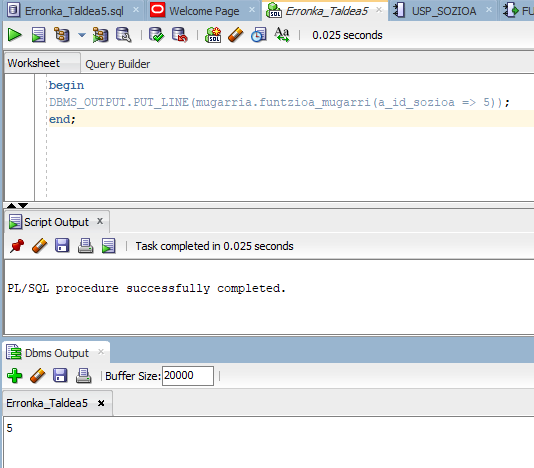 Erronka_Taldea5.sql Welcome Page Erronka_Taldea5 USP_SOZIOA FU
0.025 seconds
Worksheet Query Builder
begin
DBMS_OUTPUT.PUT_LINE(mugarria.funtzioa_mugarri(a_id_sozioa => 5));
end;
Script Output
Task completed in 0.025 seconds
PL/SQL procedure successfully completed.
Dbms Output
Buffer Size: 20000
Erronka_Taldea5
5